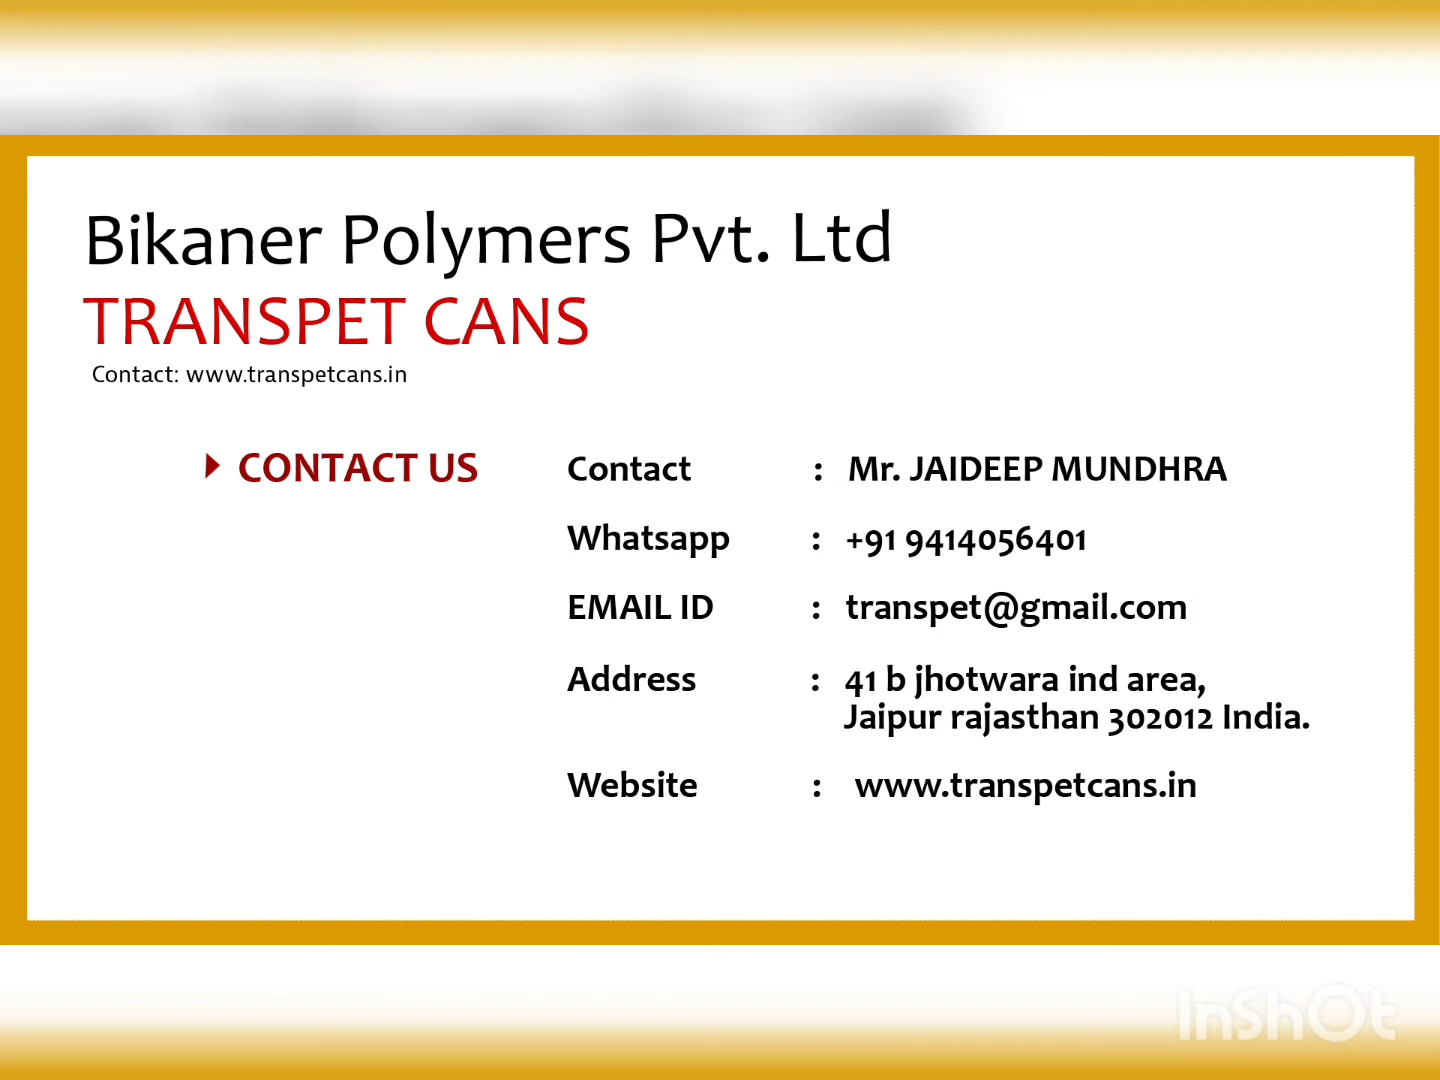 Bikaner Polymers Pvt. Ltd
TRANSPET CANS
Contact: www.transpetcans.in
CONTACT US
Contact : Mr. JAIDEEP MUNDHRA
Whatsapp : +91 9414056401
EMAIL ID : transpet@gmail.com
Address : 41 b jhotwara ind area,
Jaipur rajasthan 302012 India.
Website : www.transpetcans.in
InShOt